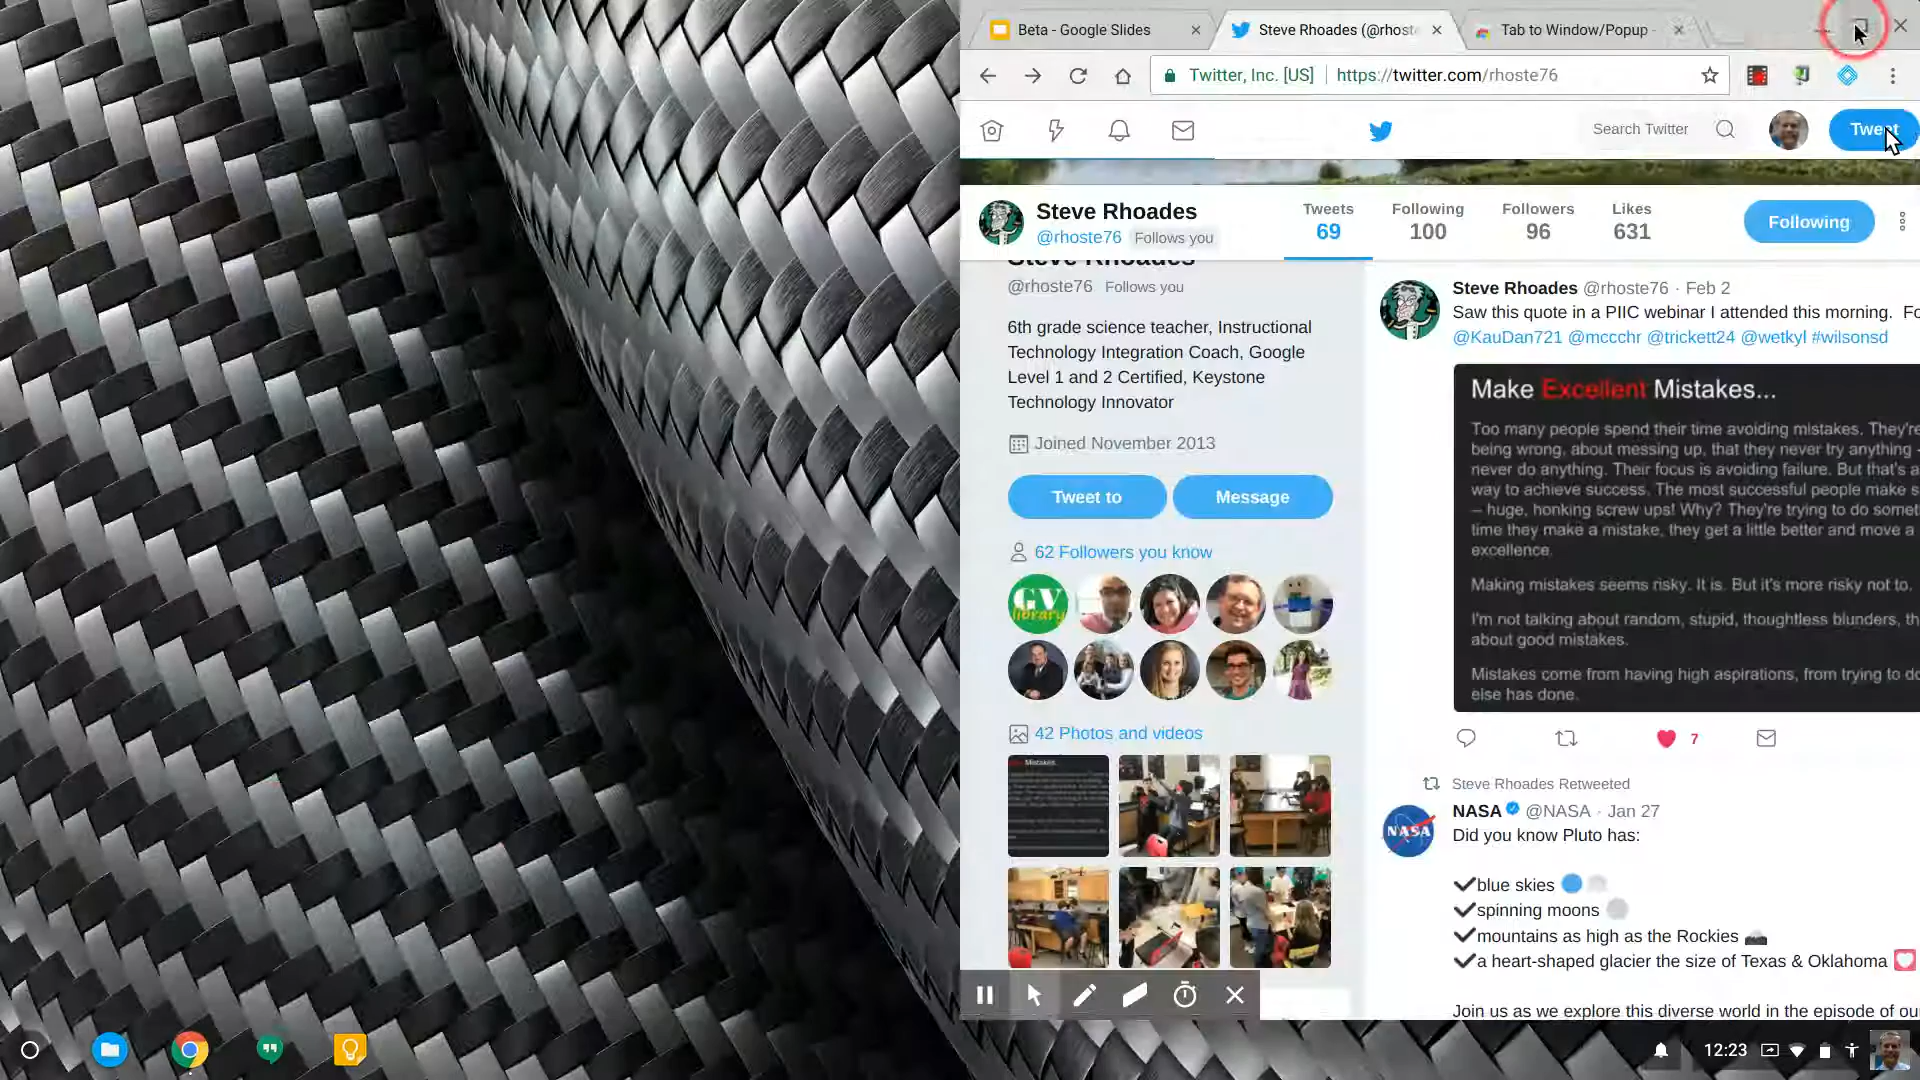 Beta - Google Slides
Steve Rhoades (@rhoste
Tab to Window/Popup -
Twitter, Inc. [US]
https://twitter.com/rhoste76
Search Twitter
Tweet
Steve Rhoades
@rhoste76 Follows you
Tweets
69
Following
100
Followers
96
Likes
631
Following
Steve Rhoades
@rhoste76 Follows you
6th grade science teacher, Instructional
Technology Integration Coach, Google
Level 1 and 2 Certified, Keystone
Technology Innovator
Joined November 2013
Tweet to
Message
62 Followers you know
GV
library
42 Photos and videos
Mistakes
Steve Rhoades @rhoste76 · Feb 2
Saw this quote in a PIIC webinar I attended this morning. Fo
@KauDan721 @mccchr @trickett24 @wetkyl #wilsonsd
Make Excellent Mistakes...
Too many people spend their time avoiding mistakes. They're
being wrong, about messing up, that they never try anything -
never do anything. Their focus is avoiding failure. But that's a
way to achieve success. The most successful people make s
– huge, honking screw ups! Why? They're trying to do somet
time they make a mistake, they get a little better and move a
excellence.
Making mistakes seems risky. It is. But it's more risky not to.
I'm not talking about random, stupid, thoughtless blunders, th
about good mistakes.
Mistakes come from having high aspirations, from trying to do
else has done.
7
Steve Rhoades Retweeted
NASA
NASA @NASA · Jan 27
Did you know Pluto has:
✔blue skies
✔spinning moons
✔mountains as high as the Rockies
✔a heart-shaped glacier the size of Texas & Oklahoma
Join us as we explore this diverse world in the episode of ou
12:23